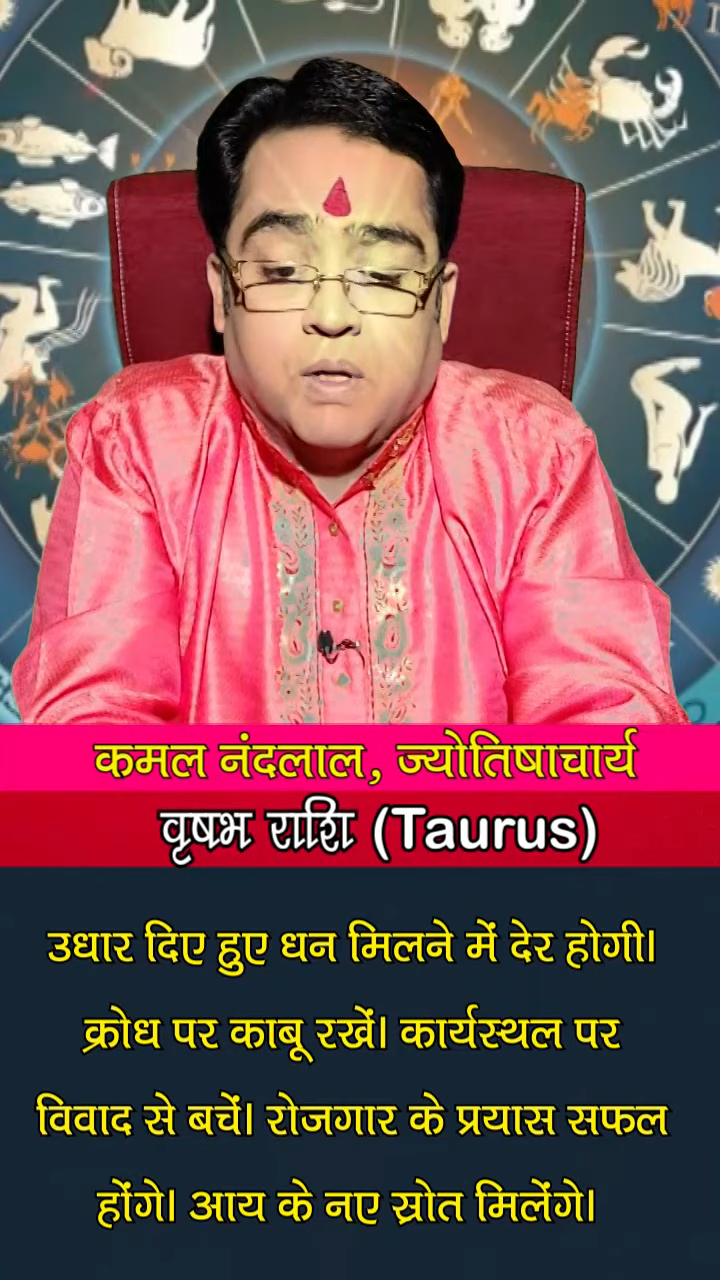 कमल नंदलाल, ज्योतिषाचार्य
वृषभ राशि (Taurus)
उधार दिए हुए धन मिलने में देर होगी।
क्रोध पर काबू रखें। कार्यस्थल पर
विवाद से बचें। रोजगार के प्रयास सफल
होंगे। आय के नए स्रोत मिलेंगे।